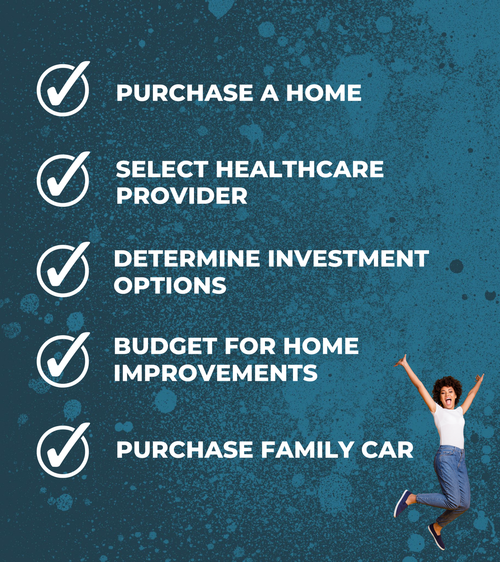 PURCHASE A HOME
SELECT HEALTHCARE
PROVIDER
DETERMINE INVESTMENT
OPTIONS
BUDGET FOR HOME
IMPROVEMENTS
PURCHASE FAMILY CAR